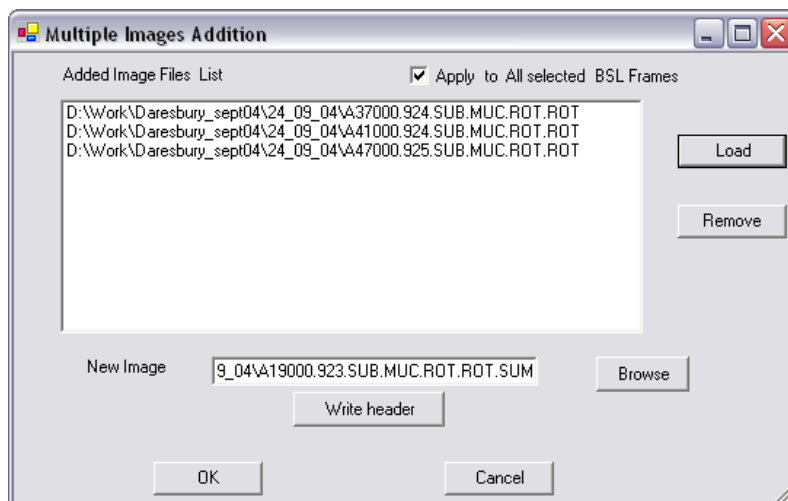 Multiple Images Addition
Added Image Files List
Apply to All selected BSL Frames
D:\Work\Daresbury_sept04\24_09_04\A37000.924.SUB.MUC.ROT.ROT
D:\Work\Daresbury_sept04\24_09_04\A41000.924.SUB.MUC.ROT.ROT
D:\Work\Daresbury_sept04\24_09_04\A47000.925.SUB.MUC.ROT.ROT
Load
Remove
New Image
9_04\A19000.923.SUB.MUC.ROT.ROT.SUM
Browse
Write header
OK
Cancel